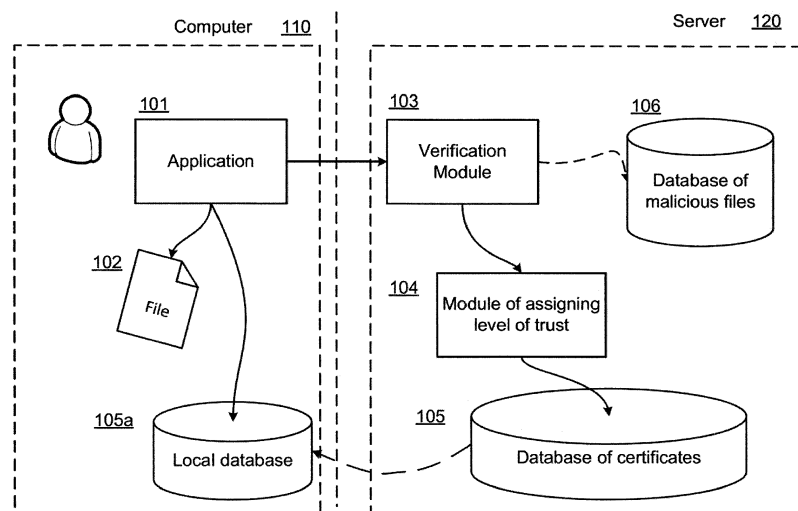 Computer 110
Server 120
101
Application
103
Verification
Module
106
Database of
malicious files
102
File
104
Module of assigning
level of trust
105a
Local database
105
Database of certificates